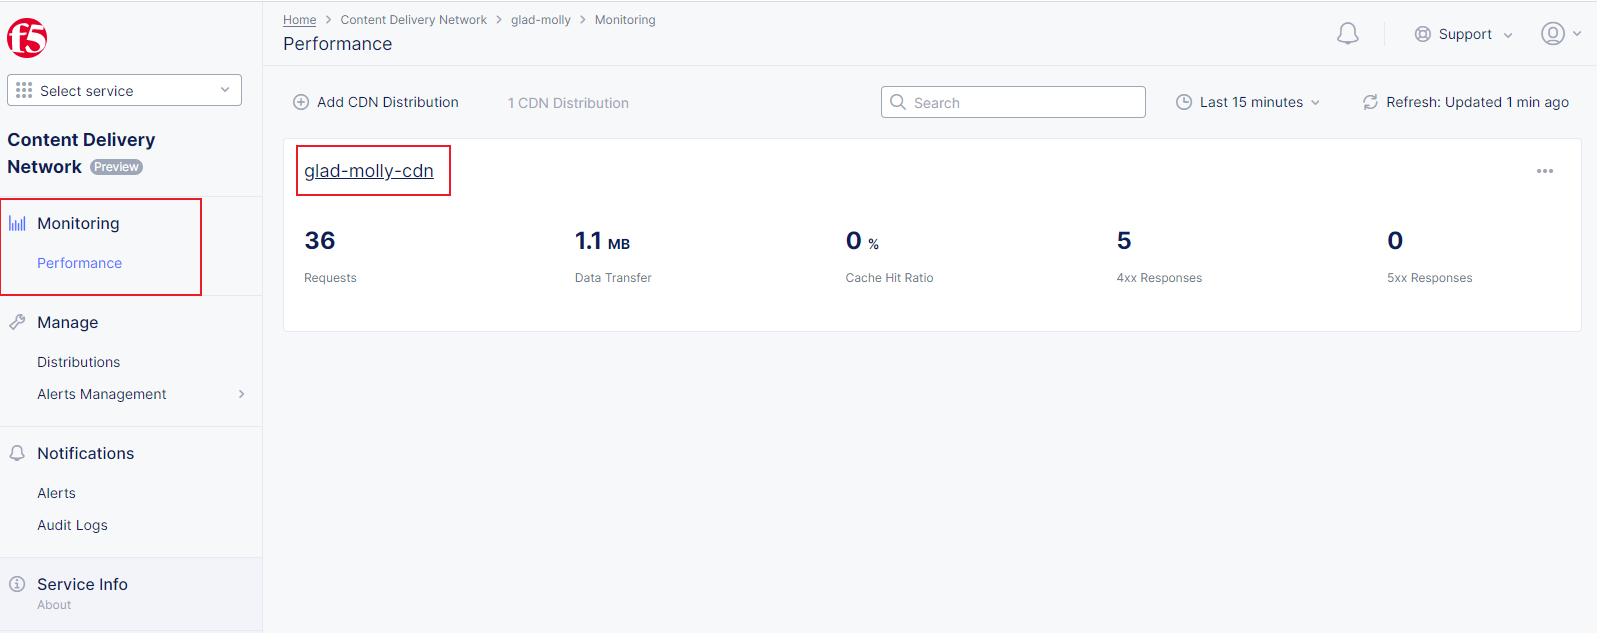 f5
Select service
Content Delivery
Network Preview
Monitoring
Performance
Manage
Distributions
Alerts Management
Notifications
Alerts
Audit Logs
Service Info
About
Home > Content Delivery Network > glad-molly > Monitoring
Performance
Support
Add CDN Distribution
1 CDN Distribution
Search
Last 15 minutes
Refresh: Updated 1 min ago
glad-molly-cdn
36
Requests
1.1 MB
Data Transfer
0 %
Cache Hit Ratio
5
4xx Responses
0
5xx Responses